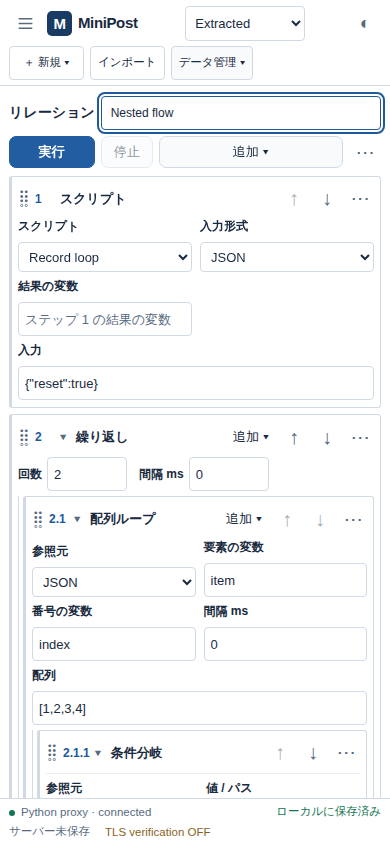 M MiniPost Extracted
＋ 新規 ▾ インポート データ管理 ▾
リレーション Nested flow
実行 停止 追加 ▾ ···
1 スクリプト ↑ ↓ ···
スクリプト 入力形式
Record loop JSON
結果の変数
ステップ 1 の結果の変数
入力
{"reset":true}
2 ▾ 繰り返し 追加 ▾ ↑ ↓ ···
回数 2 間隔 ms 0
2.1 ▾ 配列ループ 追加 ▾ ↑ ↓ ···
参照元 要素の変数
JSON item
番号の変数 間隔 ms
index 0
配列
[1,2,3,4]
2.1.1 ▾ 条件分岐 ↑ ↓ ···
参照元 値 / パス
Python proxy · connected ローカルに保存済み
サーバー未保存 TLS verification OFF